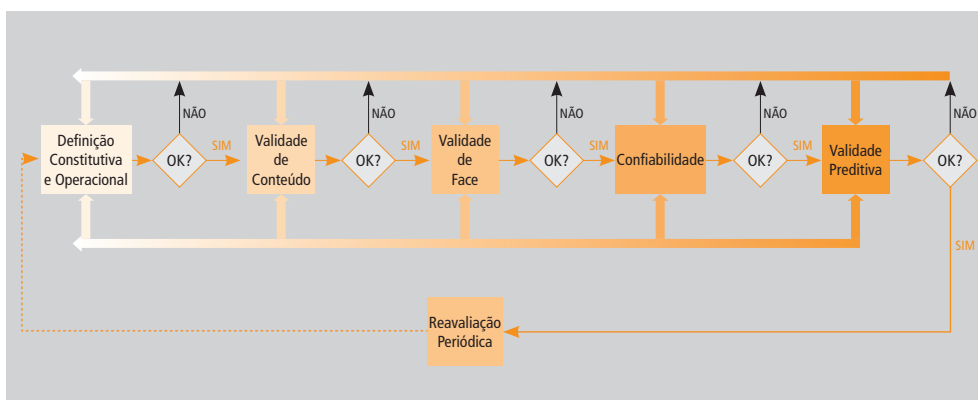 NÃO
NÃO
NÃO
NÃO
NÃO
Definição
Constitutiva
e Operacional
OK?
SIM
Validade
de
Conteúdo
OK?
SIM
Validade
de
Face
OK?
SIM
Confiabilidade
OK?
SIM
Validade
Preditiva
OK?
SIM
Reavaliação
Periódica